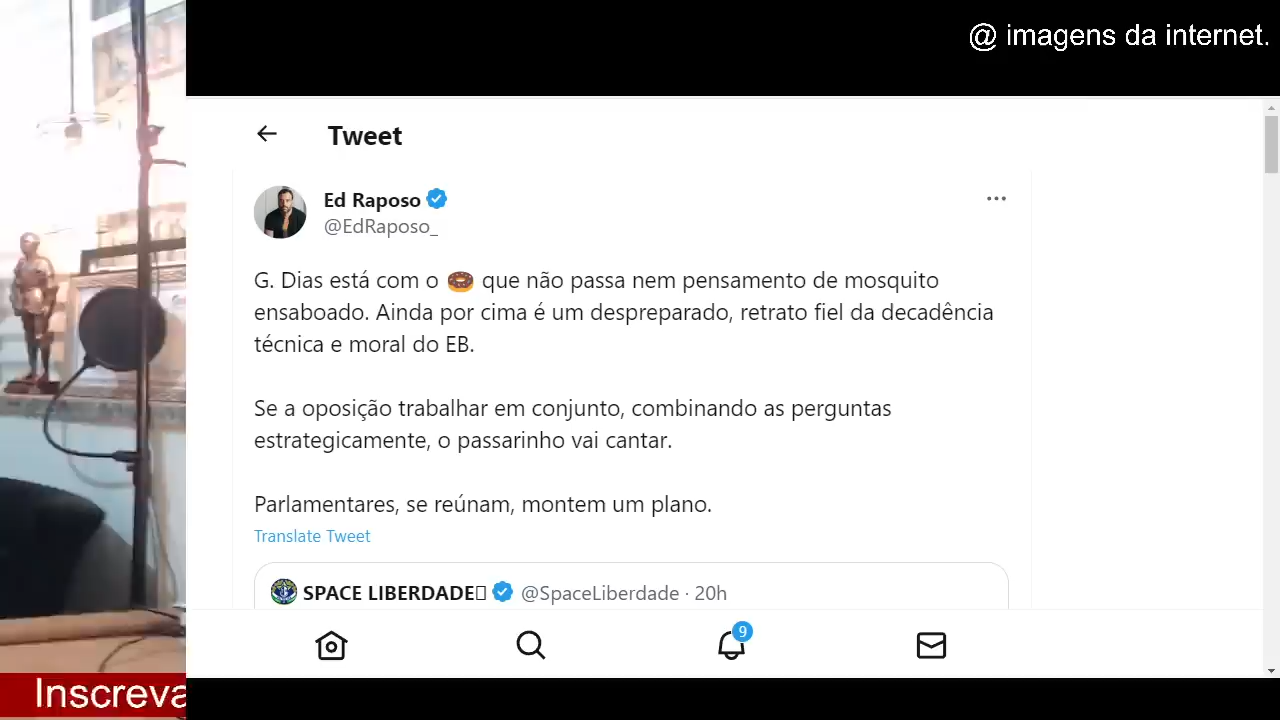 @ imagens da internet.
Tweet
Ed Raposo
@EdRaposo_
G. Dias está com o 🍩 que não passa nem pensamento de mosquito
ensaboado. Ainda por cima é um despreparado, retrato fiel da decadência
técnica e moral do EB.
Se a oposição trabalhar em conjunto, combinando as perguntas
estrategicamente, o passarinho vai cantar.
Parlamentares, se reúnam, montem um plano.
Translate Tweet
SPACE LIBERDADE @SpaceLiberdade · 20h
9
Inscreva